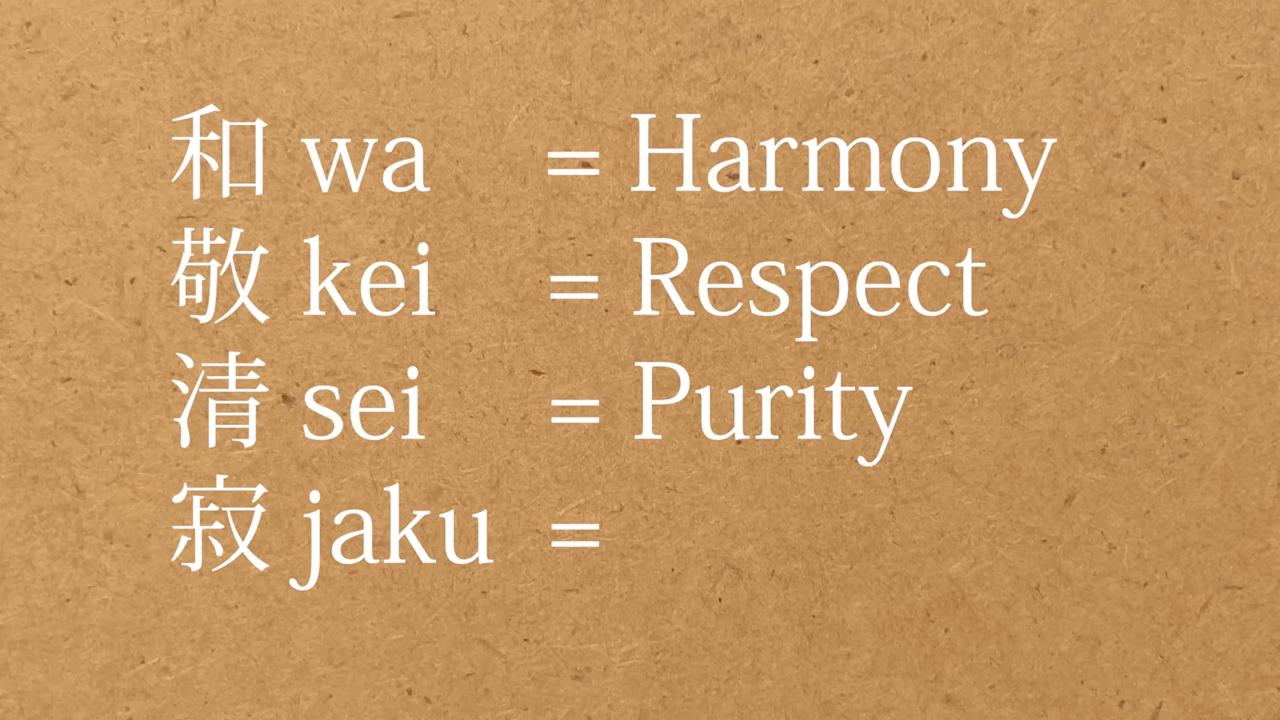 和 wa = Harmony
敬 kei = Respect
清 sei = Purity
寂 jaku =